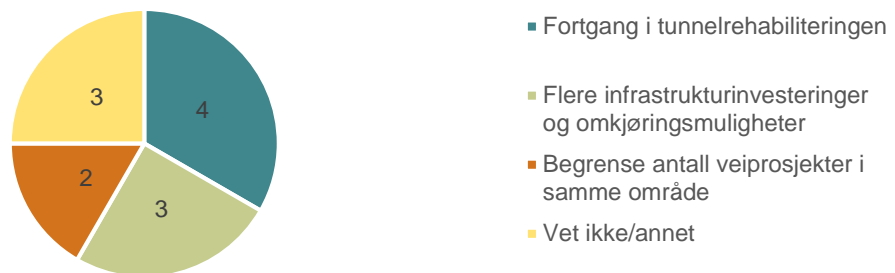 Fortgang i tunnelrehabiliteringen
3
4
Flere infrastrukturinvesteringer
og omkjøringsmuligheter
Begrense antall veiprosjekter i
2
samme område
3
Vet ikke/annet